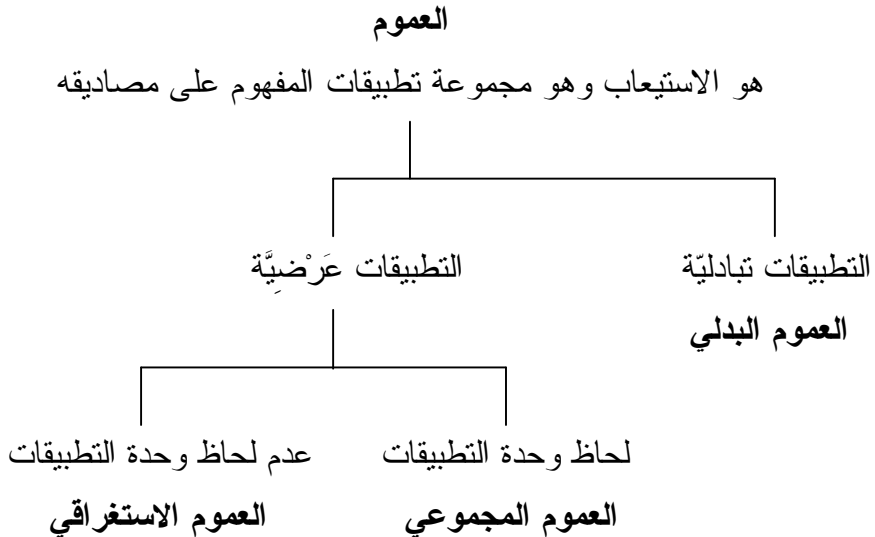 العموم
هو الاستيعاب وهو مجموعة تطبيقات المفهوم على مصاديقه
التطبيقات تبادليّة
العموم البدلي
التطبيقات عَرْضِيَّة
لحاظ وحدة التطبيقات
العموم المجموعي
عدم لحاظ وحدة التطبيقات
العموم الاستغراقي